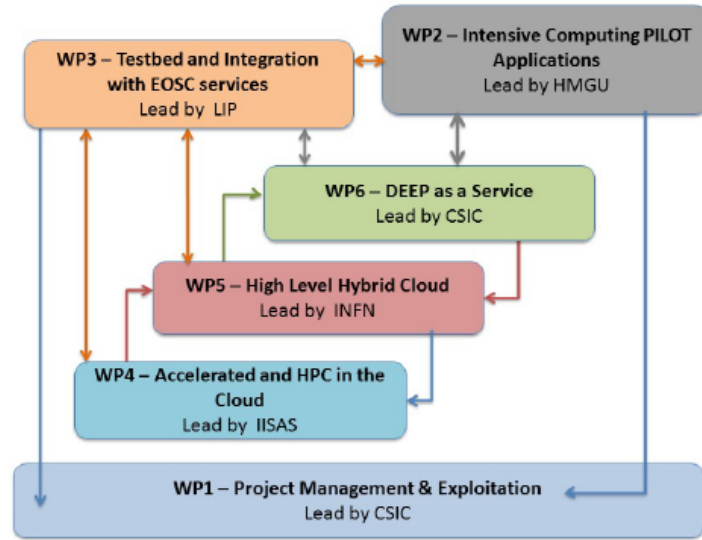 WP3 – Testbed and Integration
with EOSC services
Lead by LIP
WP2 – Intensive Computing PILOT
Applications
Lead by HMGU
WP6 – DEEP as a Service
Lead by CSIC
WP5 – High Level Hybrid Cloud
Lead by INFN
WP4 – Accelerated and HPC in the
Cloud
Lead by IISAS
WP1 – Project Management & Exploitation
Lead by CSIC